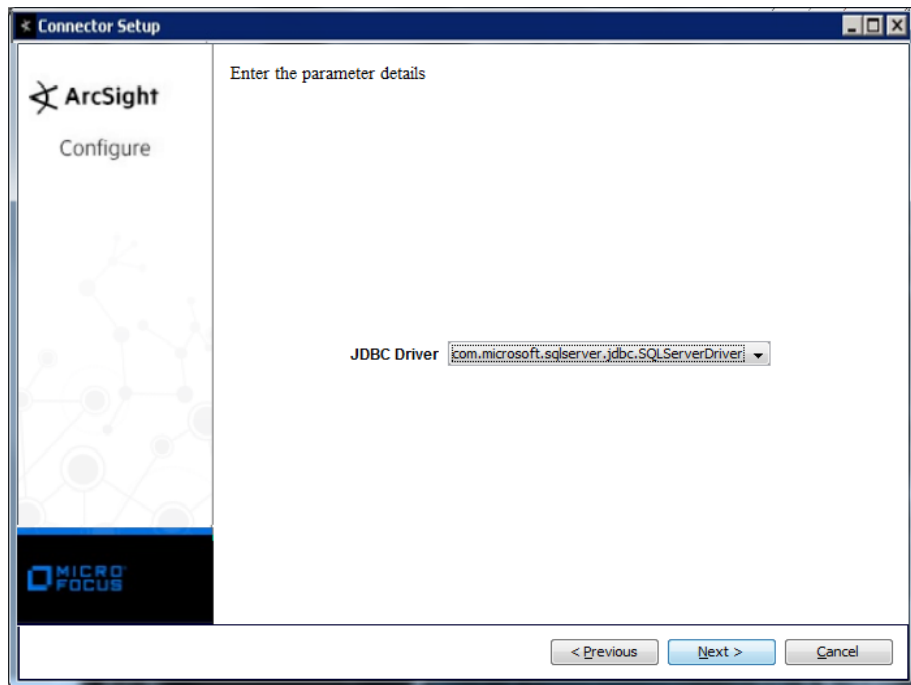 Connector Setup
ArcSight
Configure
Enter the parameter details
JDBC Driver com.microsoft.sqlserver.jdbc.SQLServerDriver
MICRO
FOCUS
< Previous Next > Cancel